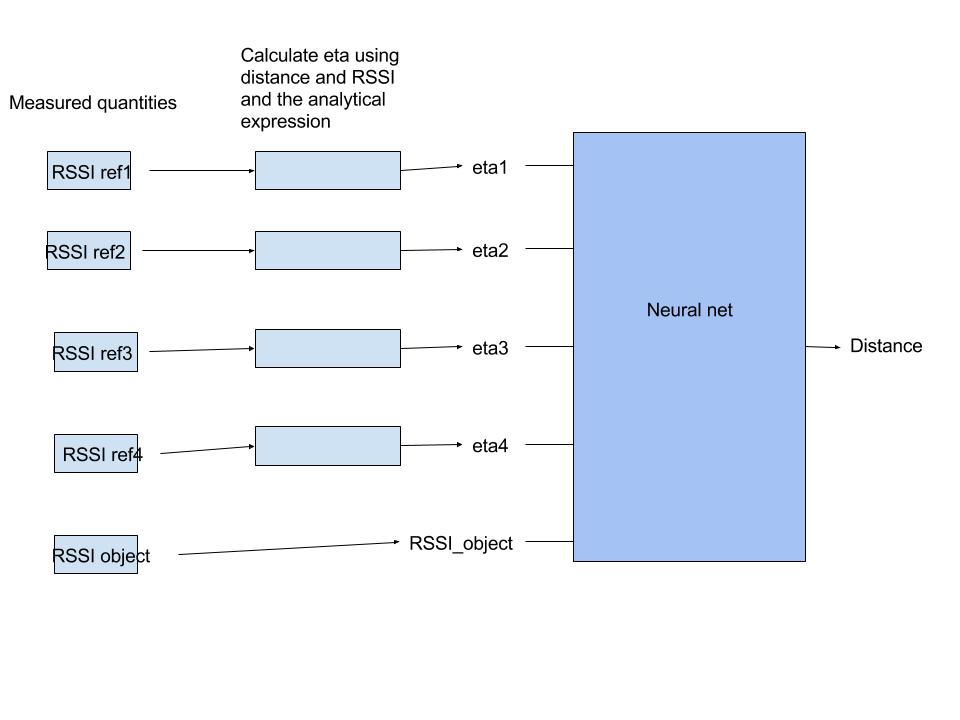 Calculate eta using
distance and RSSI
and the analytical
expression
Measured quantities
RSSI ref1
eta1
RSSI ref2
eta2
Neural net
RSSI ref3
eta3
Distance
RSSI ref4
eta4
RSSI object
RSSI_object